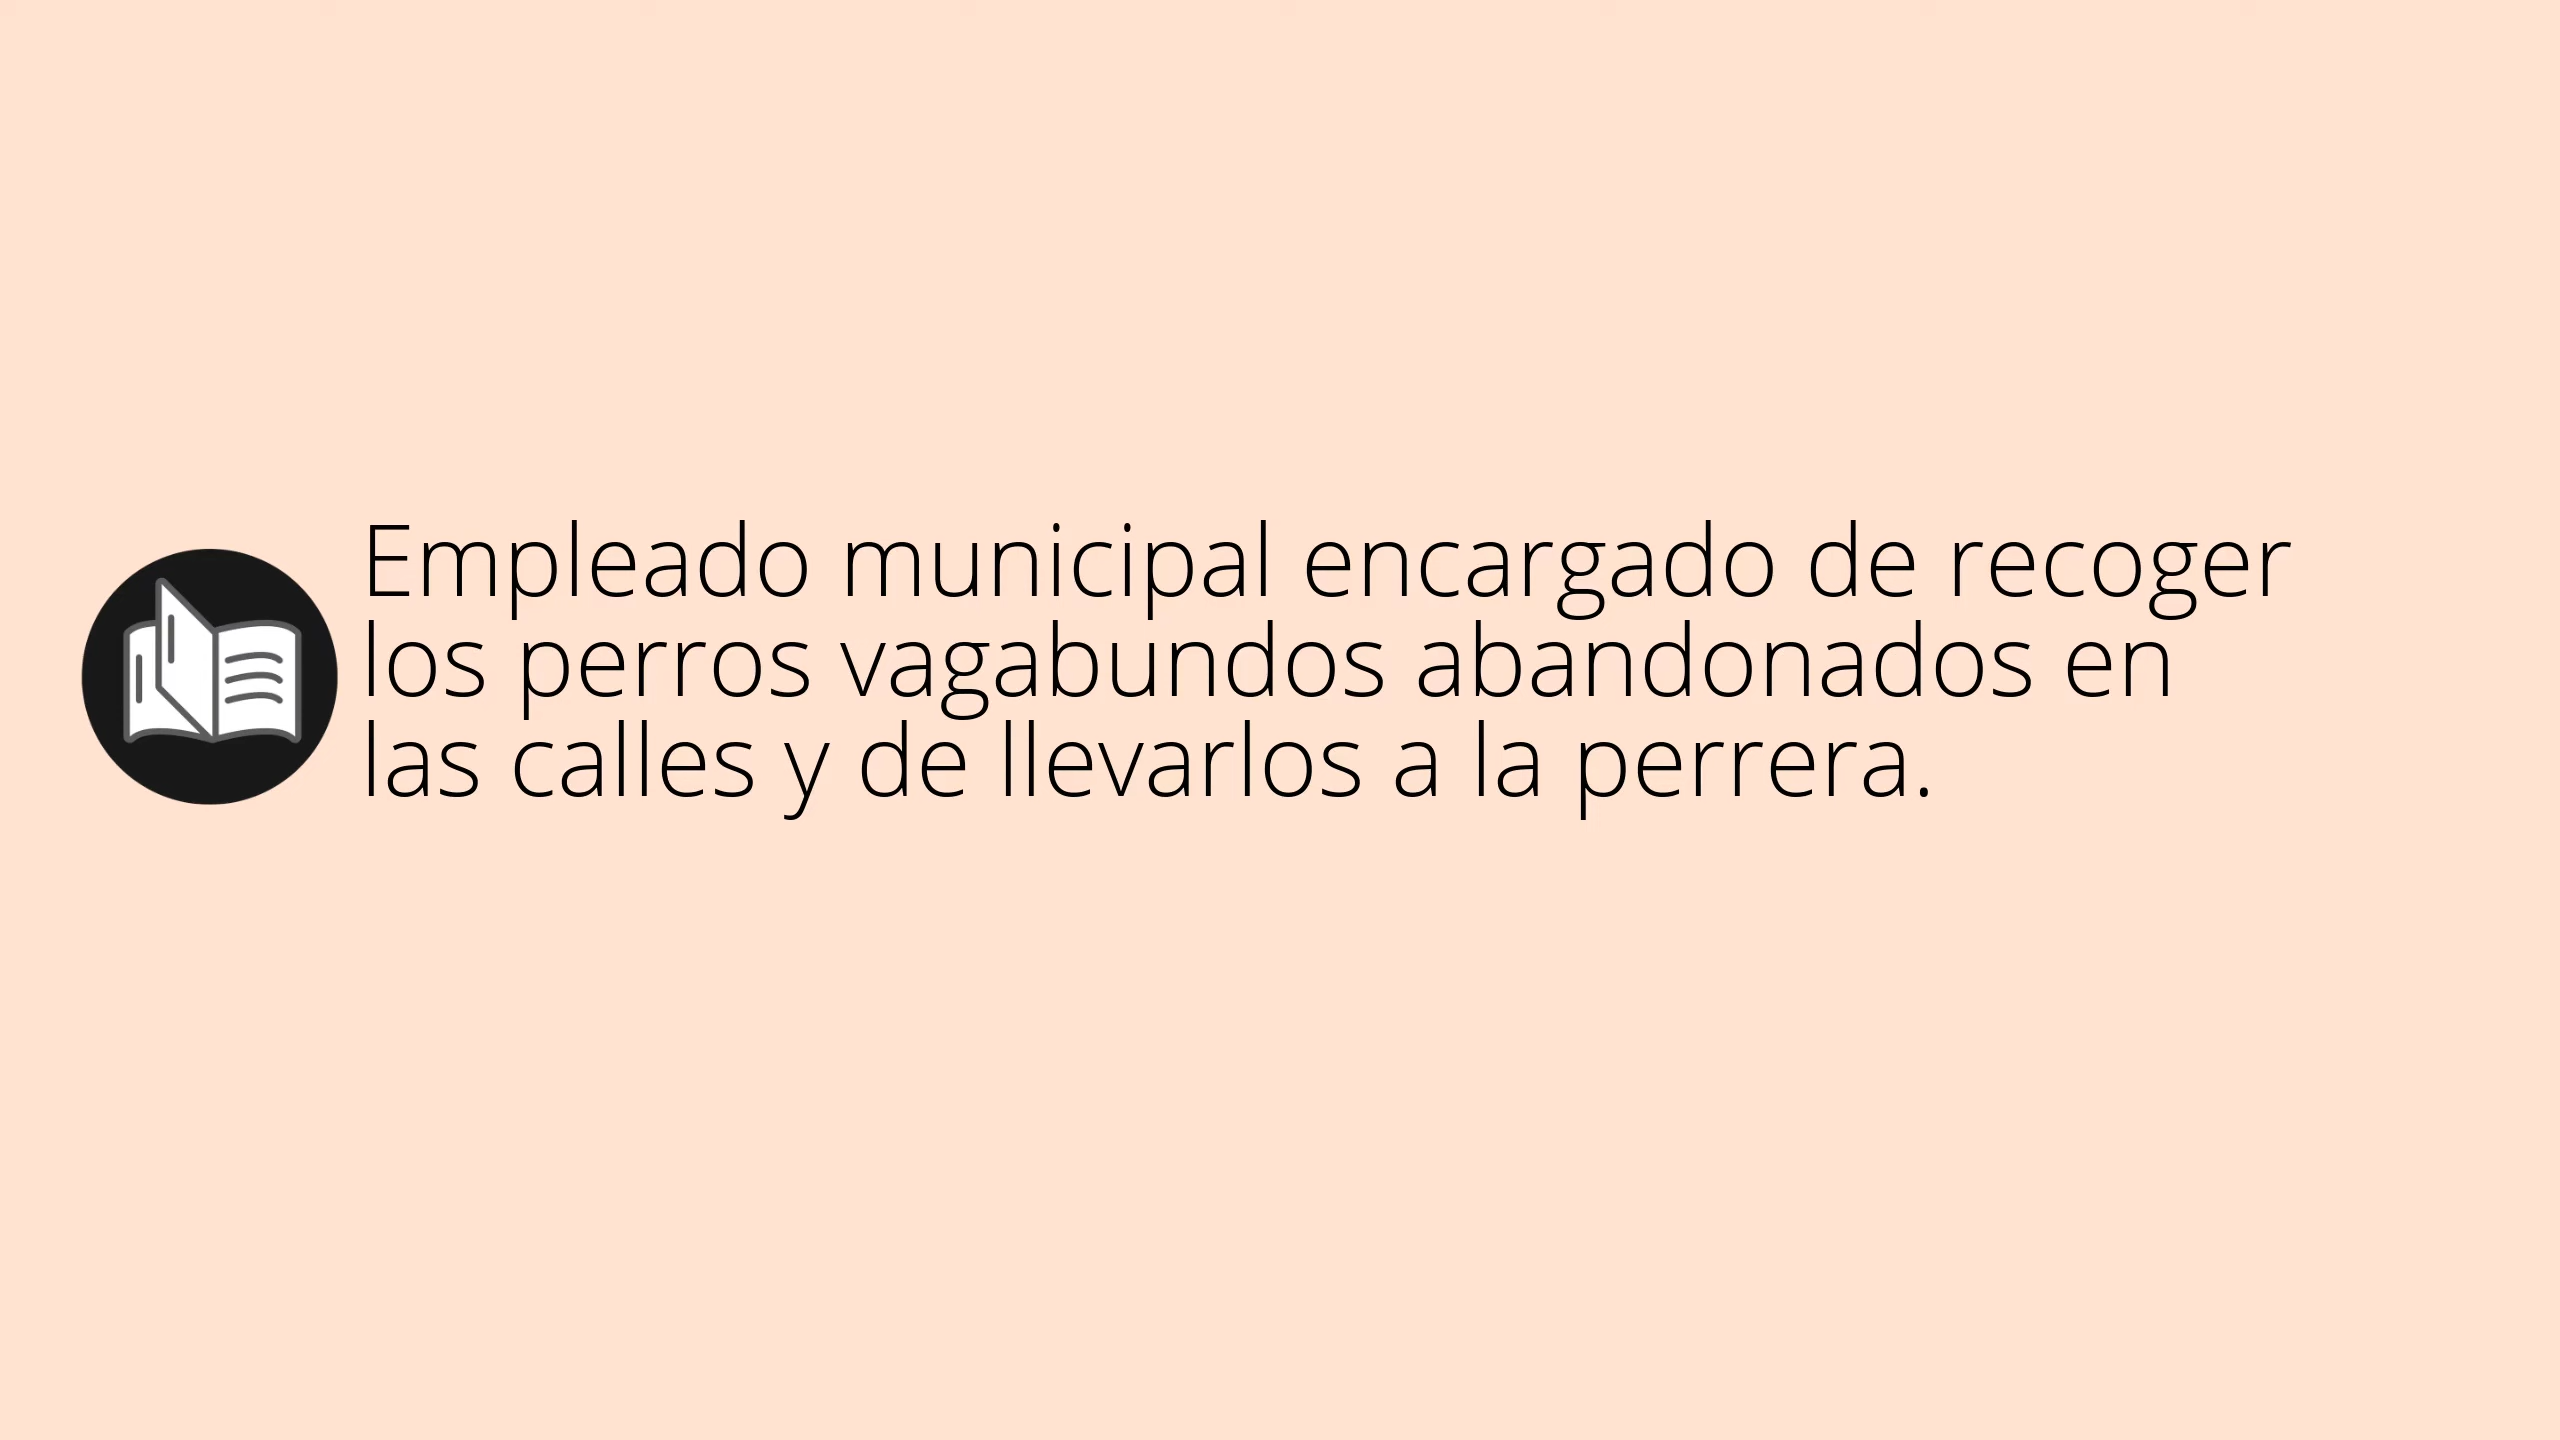 Empleado municipal encargado de recoger
los perros vagabundos abandonados en
las calles y de llevarlos a la perrera.